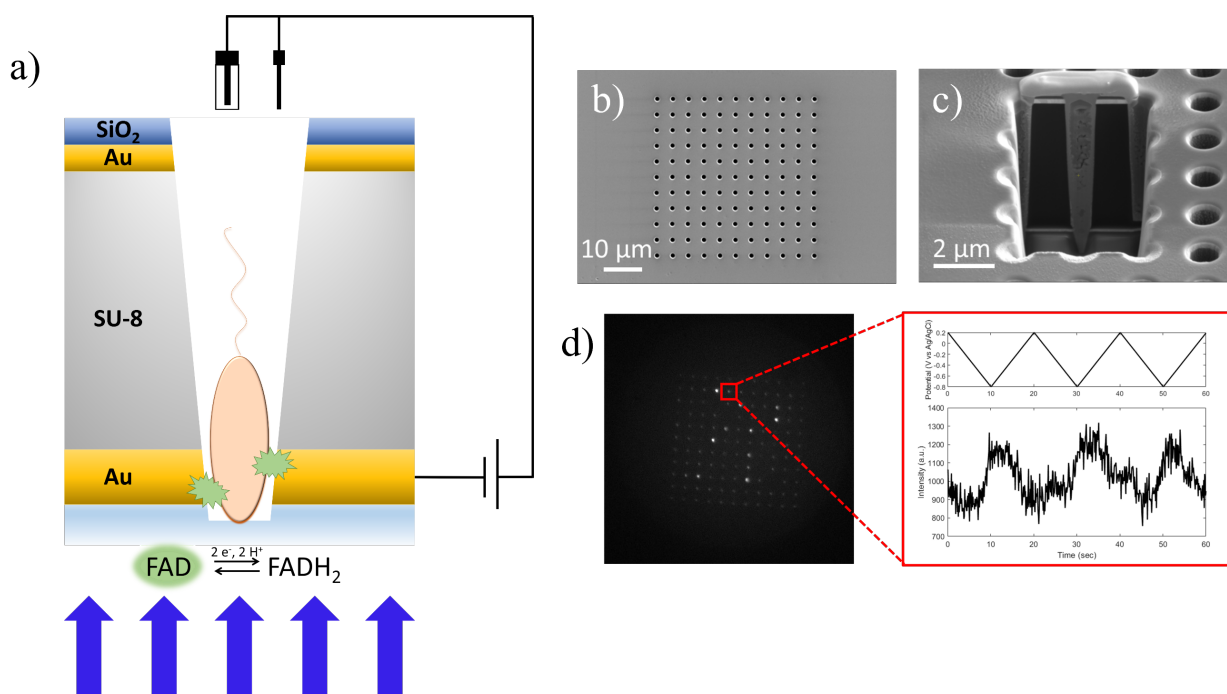 a)
SiO₂
Au
SU-8
Au
FAD
2 e⁻, 2 H⁺
FADH₂
b)
10 µm
c)
2 µm
d)
Potential (V vs Ag/AgCl)
0.2
0
-0.2
-0.4
-0.6
-0.8
0 10 20 30 40 50 60
Intensity (a.u.)
1400
1300
1200
1100
1000
900
800
700
0 10 20 30 40 50 60
Time (sec)